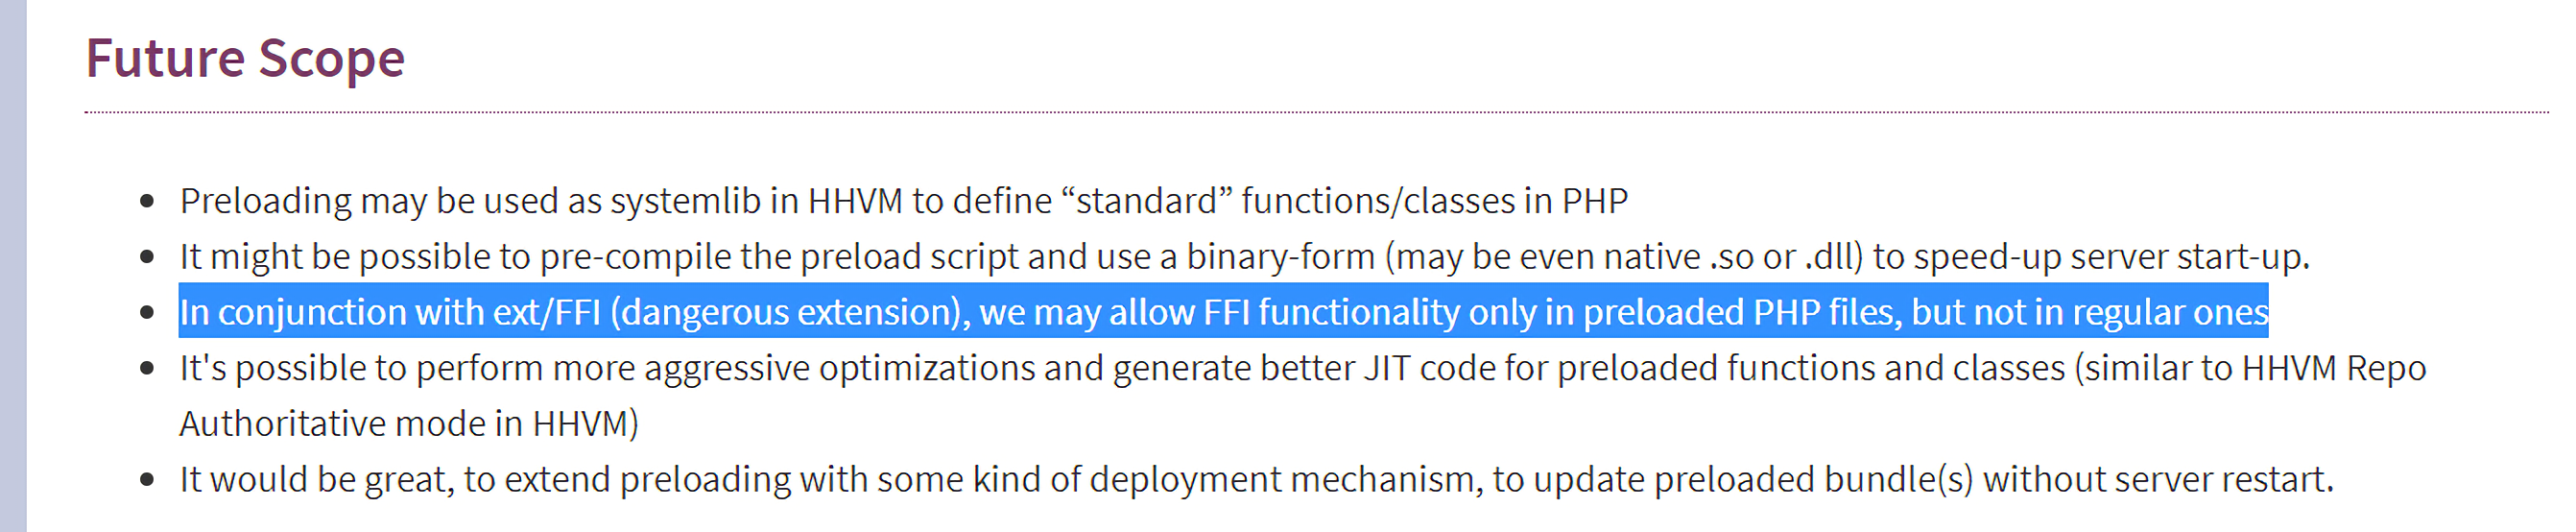 Future Scope
Preloading may be used as systemlib in HHVM to define “standard” functions/classes in PHP
It might be possible to pre-compile the preload script and use a binary-form (may be even native .so or .dll) to speed-up server start-up.
In conjunction with ext/FFI (dangerous extension), we may allow FFI functionality only in preloaded PHP files, but not in regular ones
It's possible to perform more aggressive optimizations and generate better JIT code for preloaded functions and classes (similar to HHVM Repo
Authoritative mode in HHVM)
It would be great, to extend preloading with some kind of deployment mechanism, to update preloaded bundle(s) without server restart.